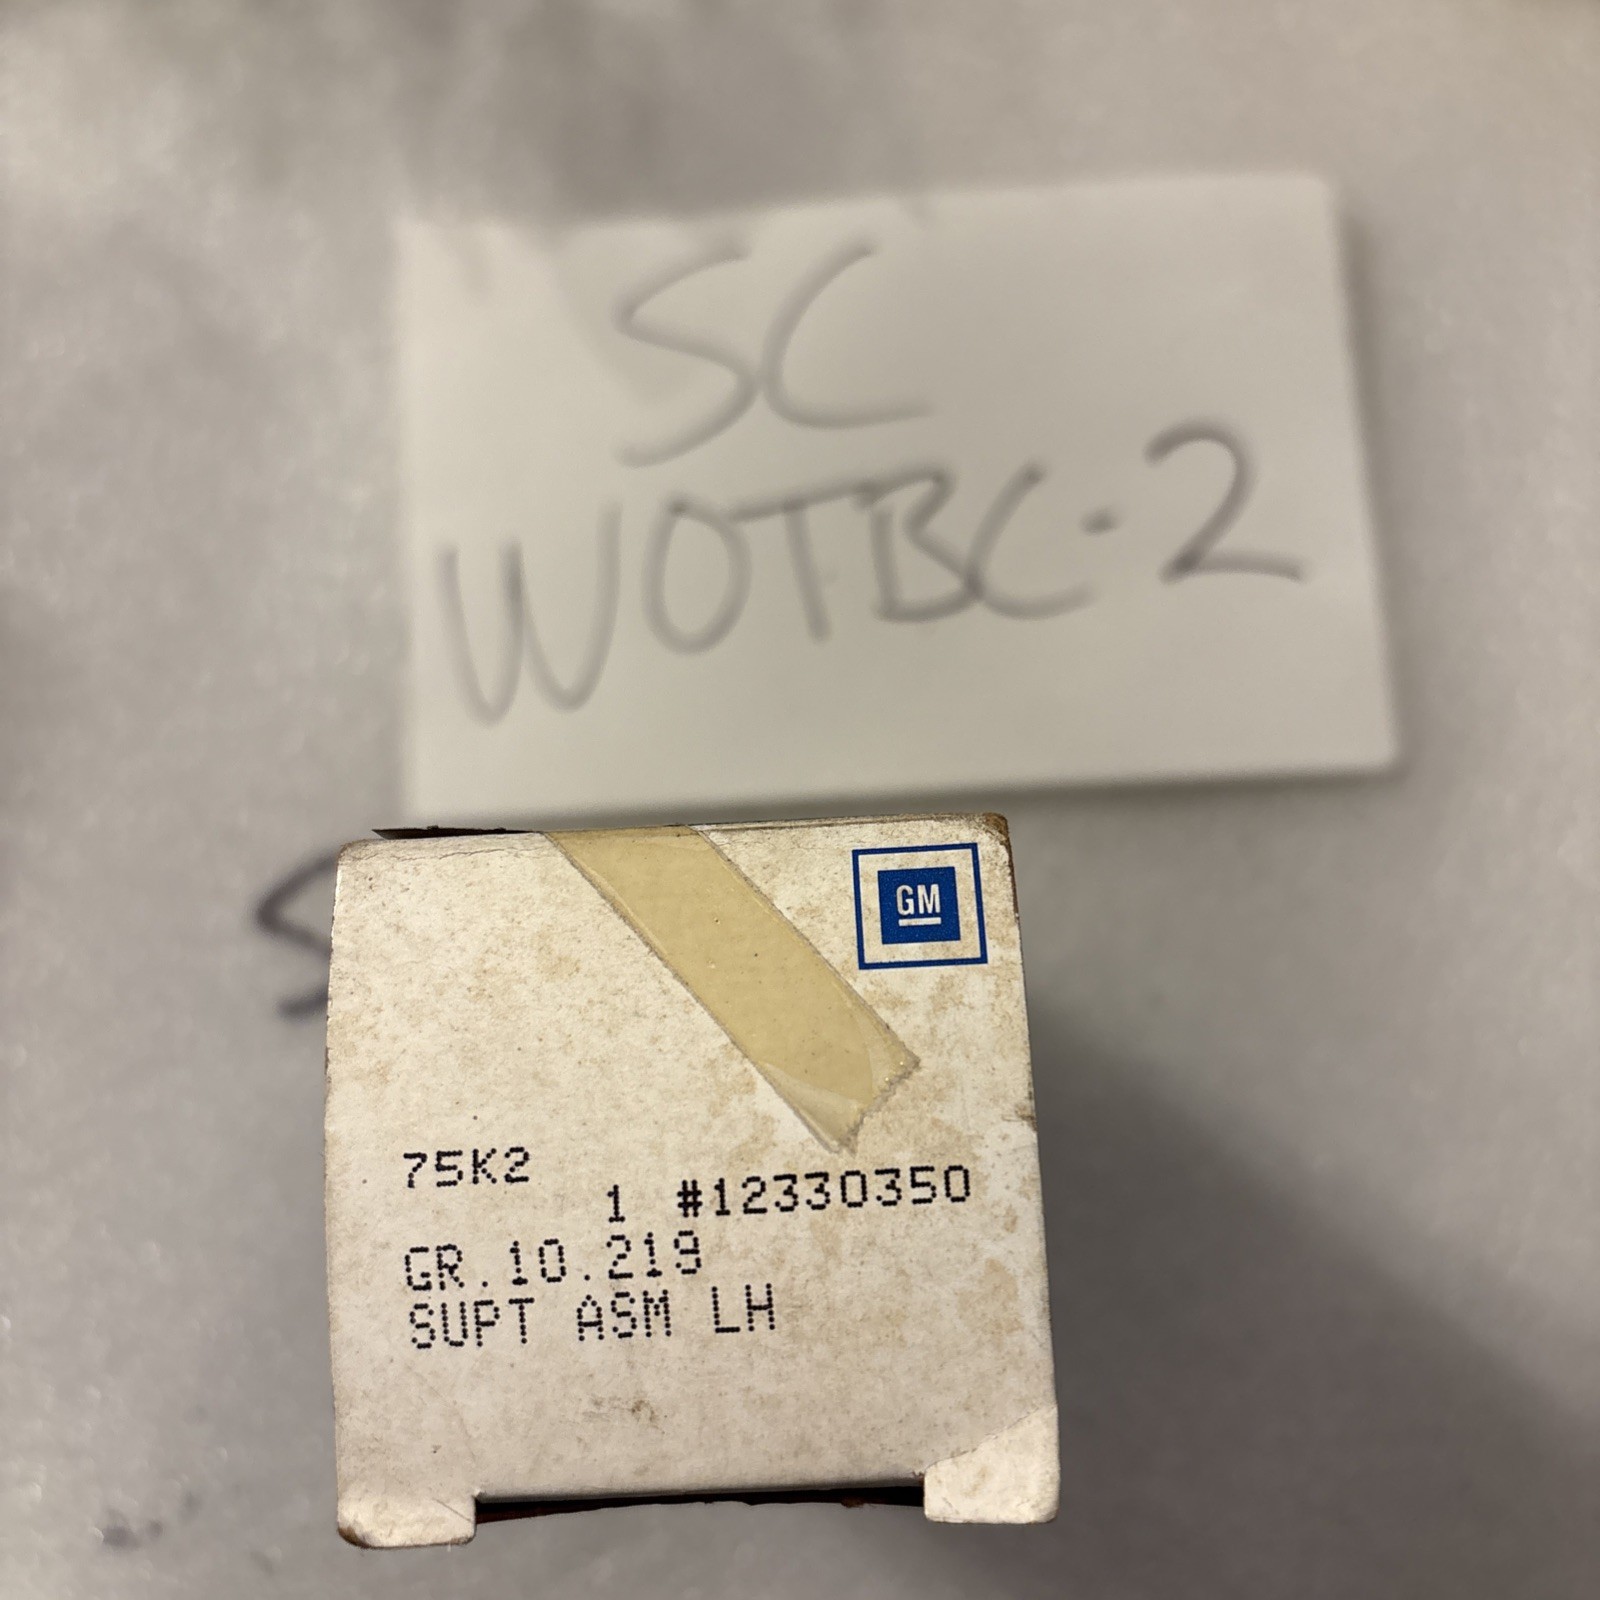 SC
WOTBC-2
S
GM
75K2
1 #12330350
GR.10.219
SUPT ASM LH